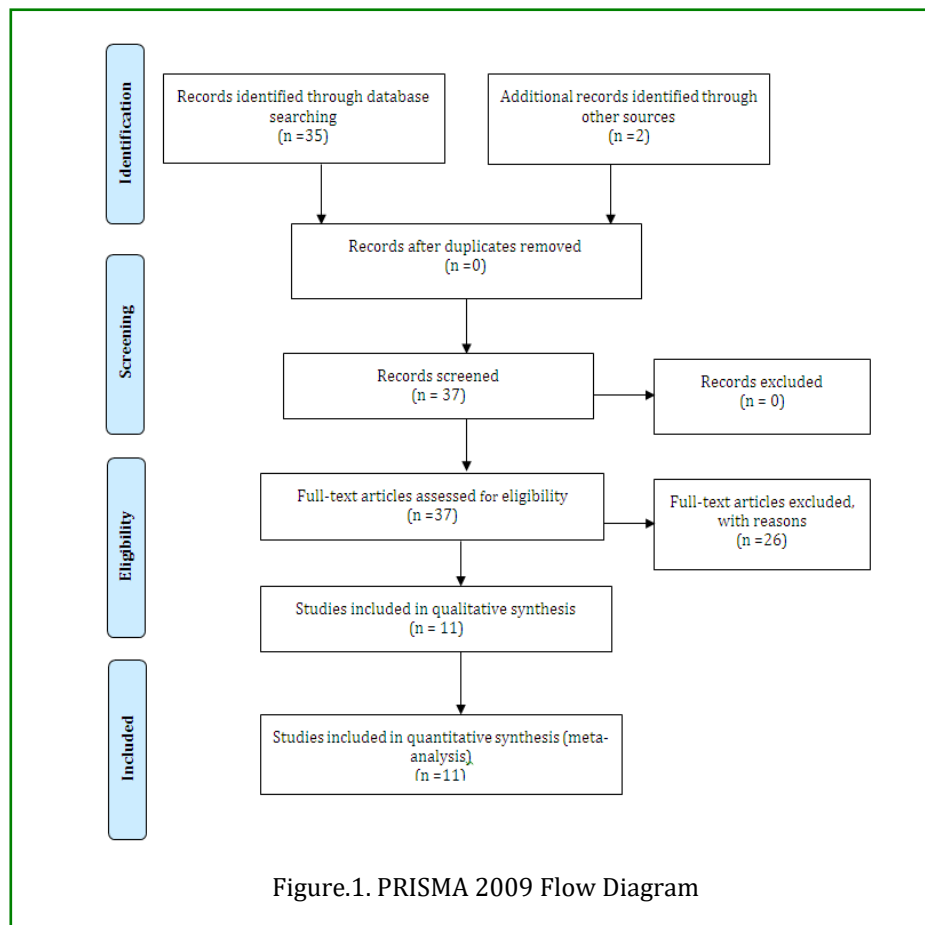 Identification
Records identified through database
searching
(n =35)
Additional records identified through
other sources
(n =2)
Records after duplicates removed
(n =0)
Screening
Records screened
(n = 37)
Records excluded
(n = 0)
Eligibility
Full-text articles assessed for eligibility
(n =37)
Full-text articles excluded,
with reasons
(n =26)
Studies included in qualitative synthesis
(n = 11)
Included
Studies included in quantitative synthesis (meta-
analysis)
(n =11)
Figure.1. PRISMA 2009 Flow Diagram